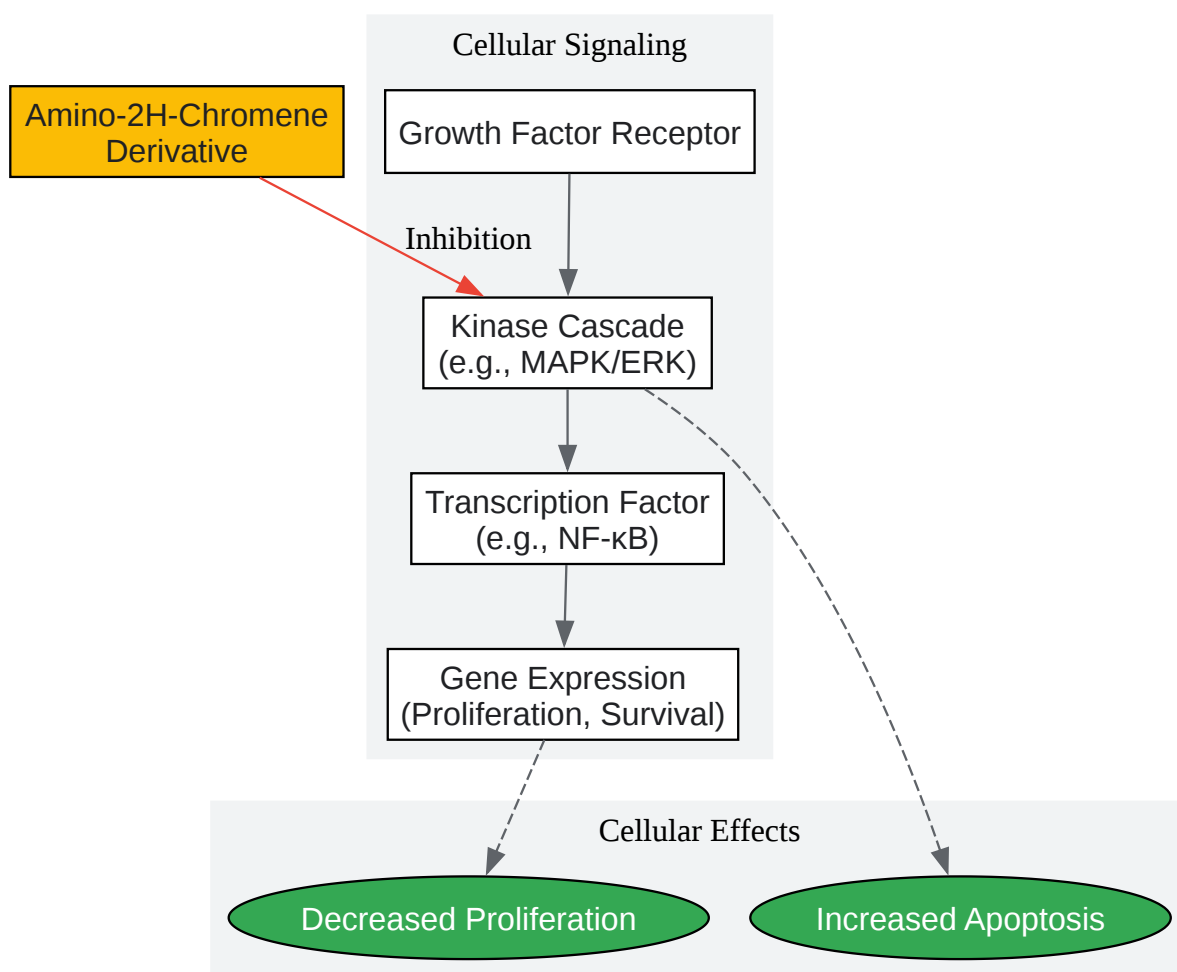 Cellular Signaling
Amino-2H-Chromene
Derivative
Growth Factor Receptor
Inhibition
Kinase Cascade
(e.g., MAPK/ERK)
Transcription Factor
(e.g., NF-κB)
Gene Expression
(Proliferation, Survival)
Cellular Effects
Decreased Proliferation
Increased Apoptosis